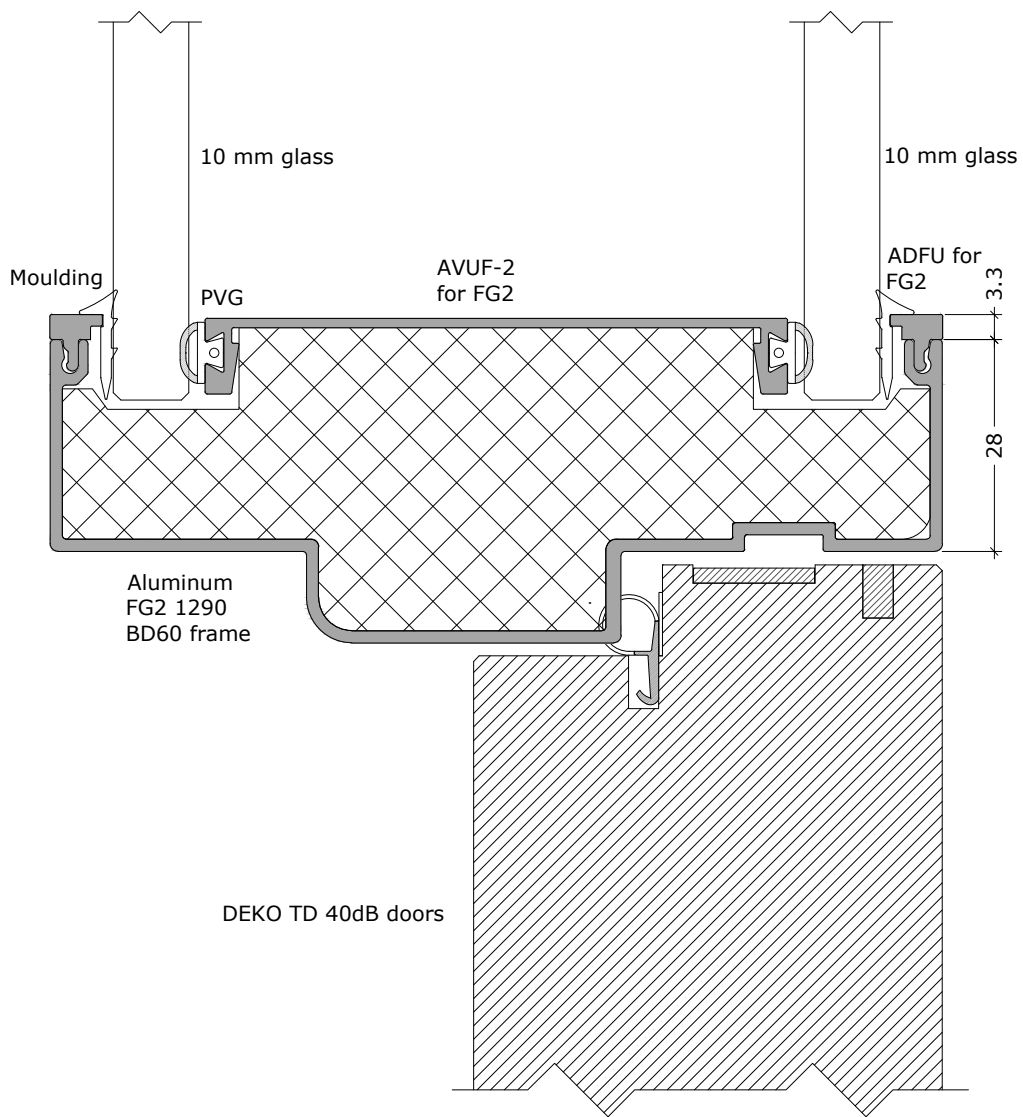 10 mm glass
10 mm glass
Moulding
PVG
AVUF-2
for FG2
ADFU for
FG2
3.3
28
Aluminum
FG2 1290
BD60 frame
DEKO TD 40dB doors